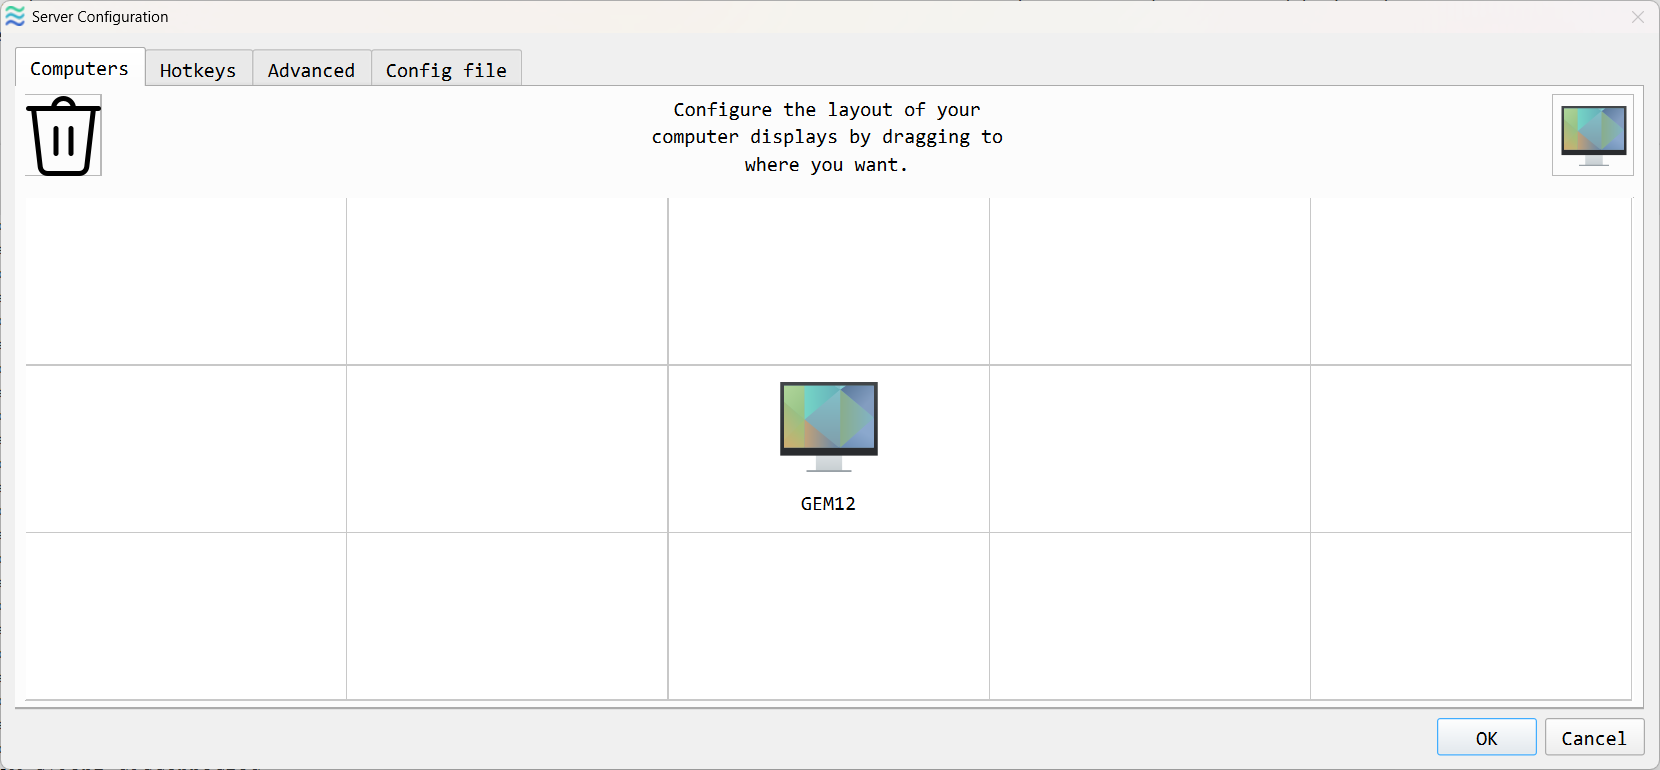 Server Configuration
Computers
Hotkeys
Advanced
Config file
Configure the layout of your
computer displays by dragging to
where you want.
GEM12
OK
Cancel